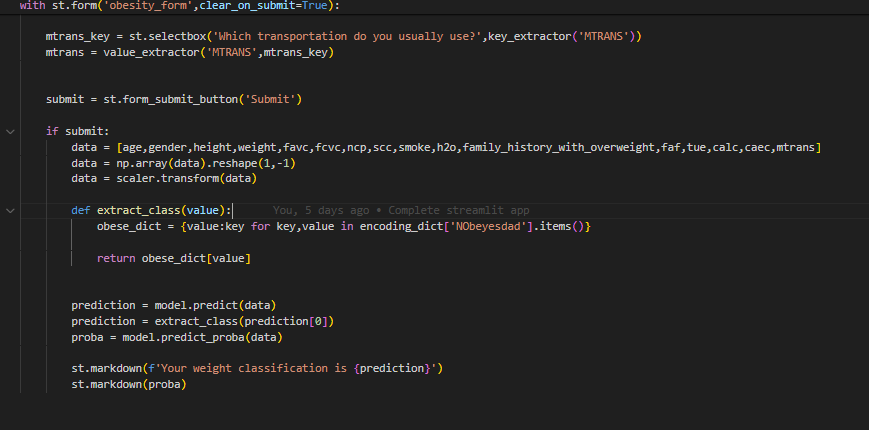 with st.form('obesity_form',clear_on_submit=True):
mtrans_key = st.selectbox('Which transportation do you usually use?',key_extractor('MTRANS'))
mtrans = value_extractor('MTRANS',mtrans_key)
submit = st.form_submit_button('Submit')
if submit:
data = [age,gender,height,weight,favc,fcvc,ncp,scc,smoke,h2o,family_history_with_overweight,faf,tue,calc,caec,mtrans]
data = np.array(data).reshape(1,-1)
data = scaler.transform(data)
def extract_class(value): You, 5 days ago • Complete streamlit app
obese_dict = {value:key for key,value in encoding_dict['NObeyesdad'].items()}
return obese_dict[value]
prediction = model.predict(data)
prediction = extract_class(prediction[0])
proba = model.predict_proba(data)
st.markdown(f'Your weight classification is {prediction}')
st.markdown(proba)